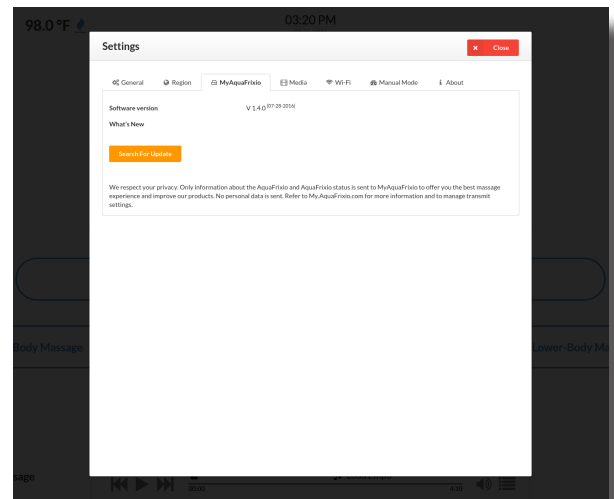 98.0 °F
03:20 PM
Settings
× Close
General Region MyAquaFrixio Media Wi-Fi Manual Mode About
Software version V 1.4.0 (07-28-2016)
What's New
Search For Update
We respect your privacy. Only information about the AquaFrixio and AquaFrixio status is sent to MyAquaFrixio to offer you the best massage
experience and improve our products. No personal data is sent. Refer to My.AquaFrixio.com for more information and to manage transmit
settings.
Body Massage
Lower-Body Ma
sage
00:00
4:10